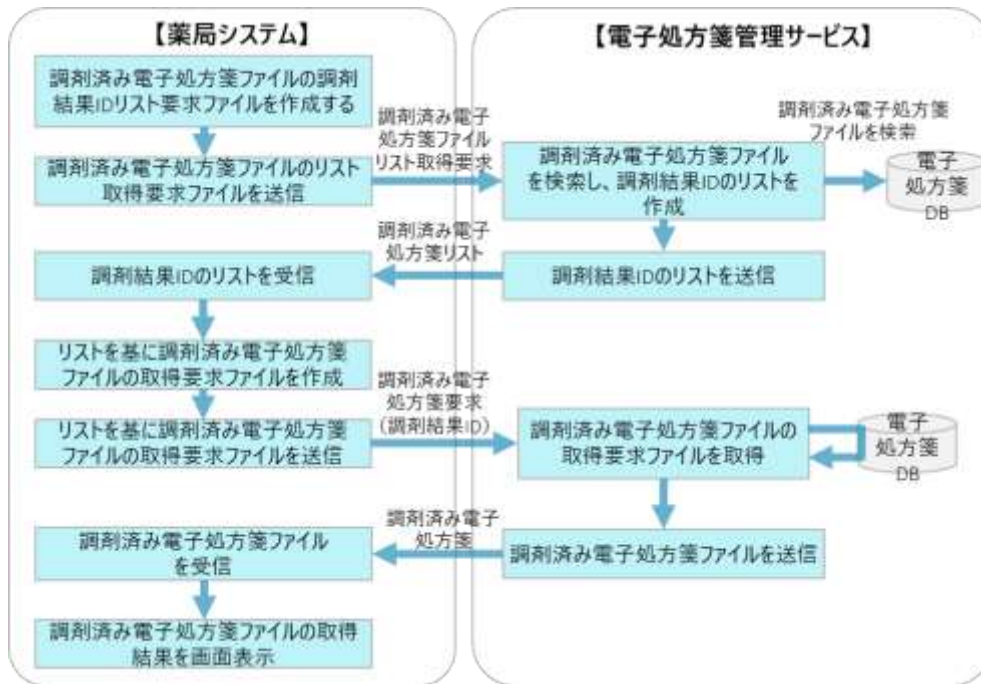 【薬局システム】
【電子処方箋管理サービス】
調剤済み電子処方箋ファイルの調剤
結果IDリスト要求ファイルを作成する
調剤済み電子
処方箋ファイル
リスト取得要求
調剤済み電子処方箋
ファイルを検索
調剤済み電子処方箋ファイルのリスト
取得要求ファイルを送信
調剤済み電子処方箋ファイル
を検索し、調剤結果IDのリストを
作成
電子
処方箋
DB
調剤済み電子
処方箋リスト
調剤結果IDのリストを受信
調剤結果IDのリストを送信
リストを基に調剤済み電子処方箋
ファイルの取得要求ファイルを作成
調剤済み電子
処方箋要求
（調剤結果ID）
リストを基に調剤済み電子処方箋
ファイルの取得要求ファイルを送信
調剤済み電子処方箋ファイルの
取得要求ファイルを取得
電子
処方箋
DB
調剤済み電子
処方箋
調剤済み電子処方箋ファイル
を受信
調剤済み電子処方箋ファイルを送信
調剤済み電子処方箋ファイルの取得
結果を画面表示